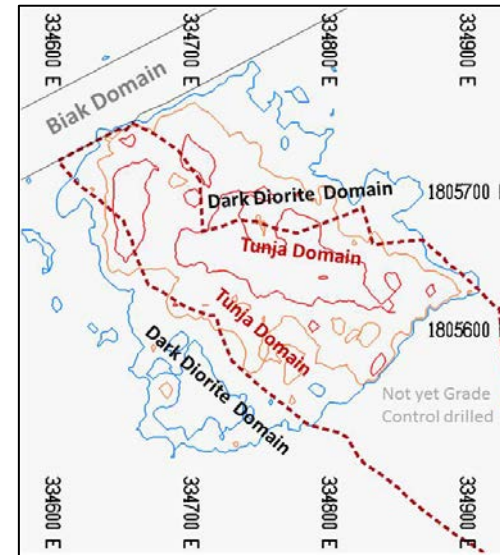 334600 E
334700 E
334800 E
334900 E
Biak Domain
Dark Diorite Domain
1805700
Tunja Domain
Tunja Domain
1805600
Dark Diorite Domain
Not yet Grade
Control drilled
334600 E
334700 E
334800 E
334900 E